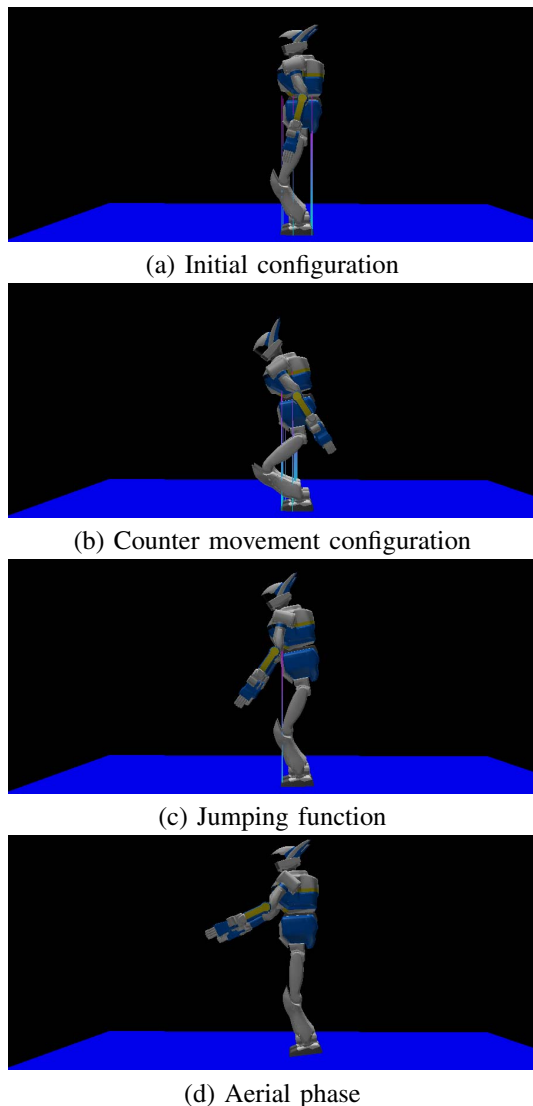 (a) Initial configuration
(b) Counter movement configuration
(c) Jumping function
(d) Aerial phase